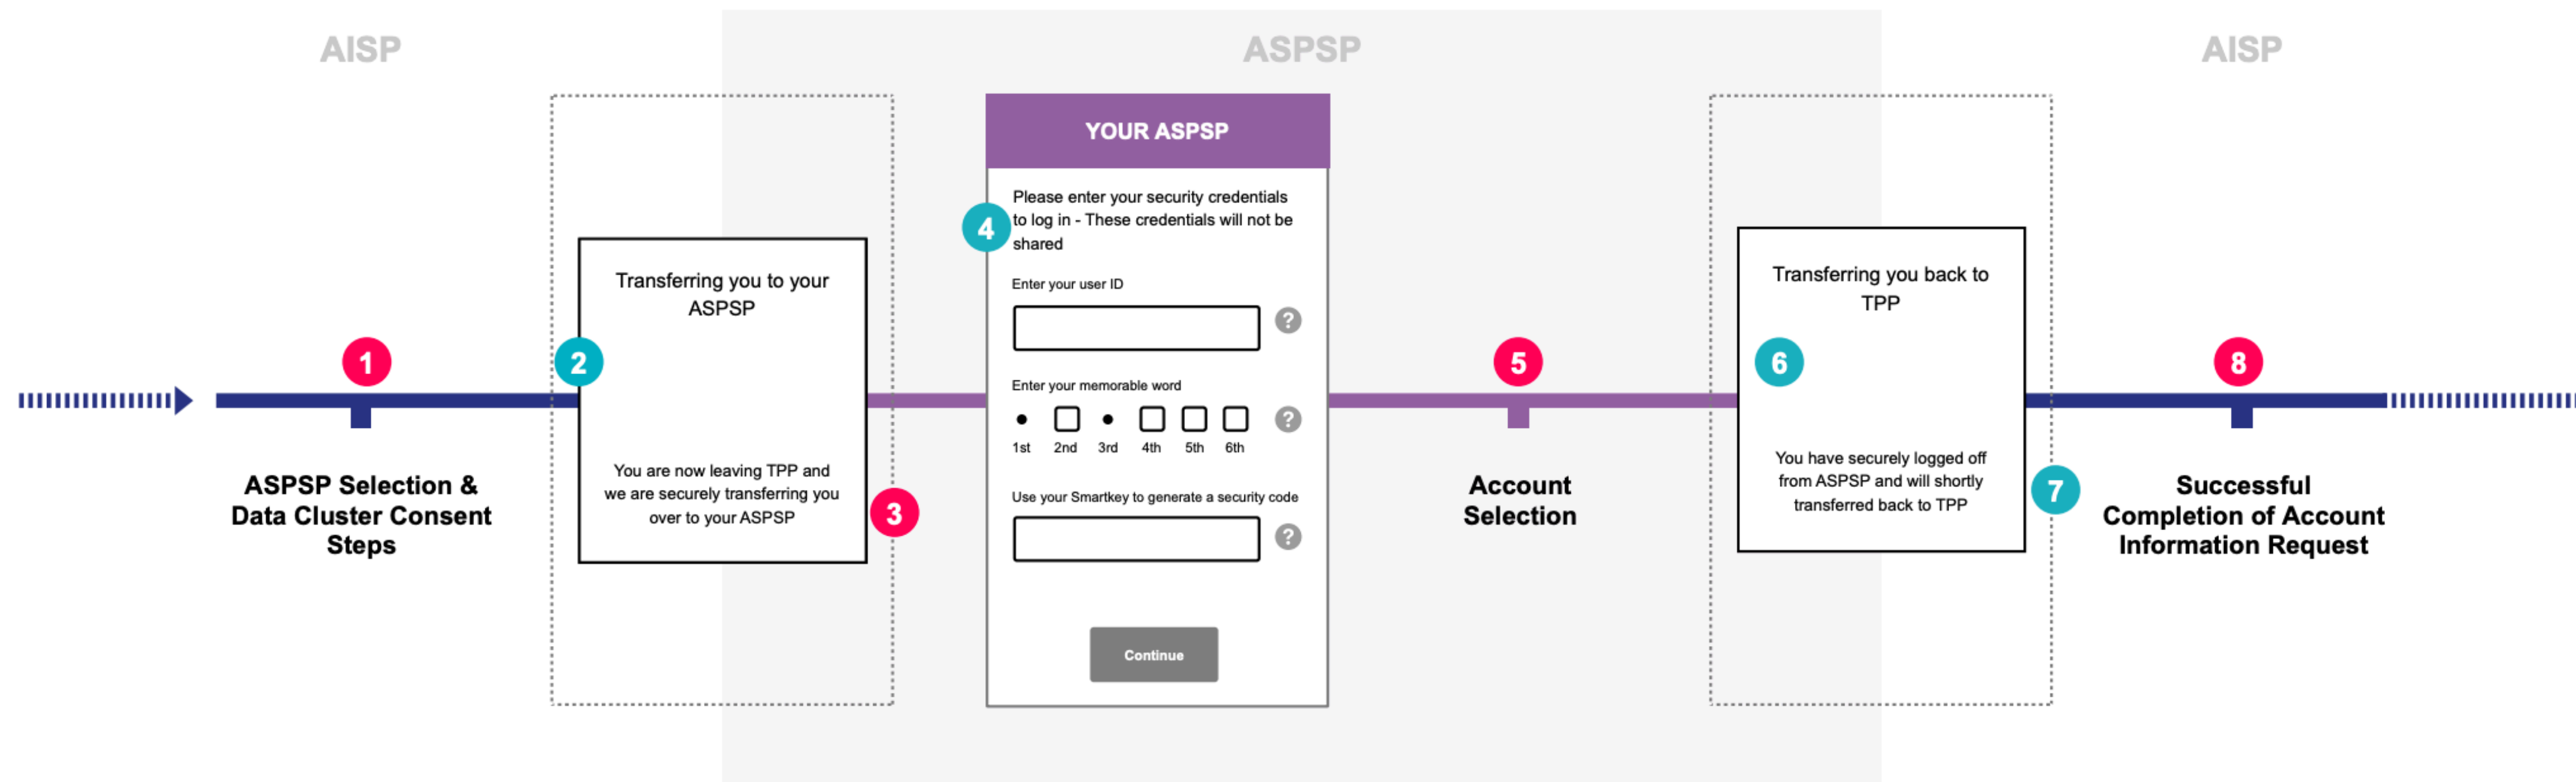 AISP
ASPSP
AISP
1
ASPSP Selection &
Data Cluster Consent
Steps
2
Transferring you to your
ASPSP
You are now leaving TPP and
we are securely transferring you
over to your ASPSP
3
YOUR ASPSP
4
Please enter your security credentials
to log in - These credentials will not be
shared
Enter your user ID
?
Enter your memorable word
?
1st 2nd 3rd 4th 5th 6th
Use your Smartkey to generate a security code
?
Continue
5
Account
Selection
Transferring you back to
TPP
6
You have securely logged off
from ASPSP and will shortly
transferred back to TPP
7
8
Successful
Completion of Account
Information Request